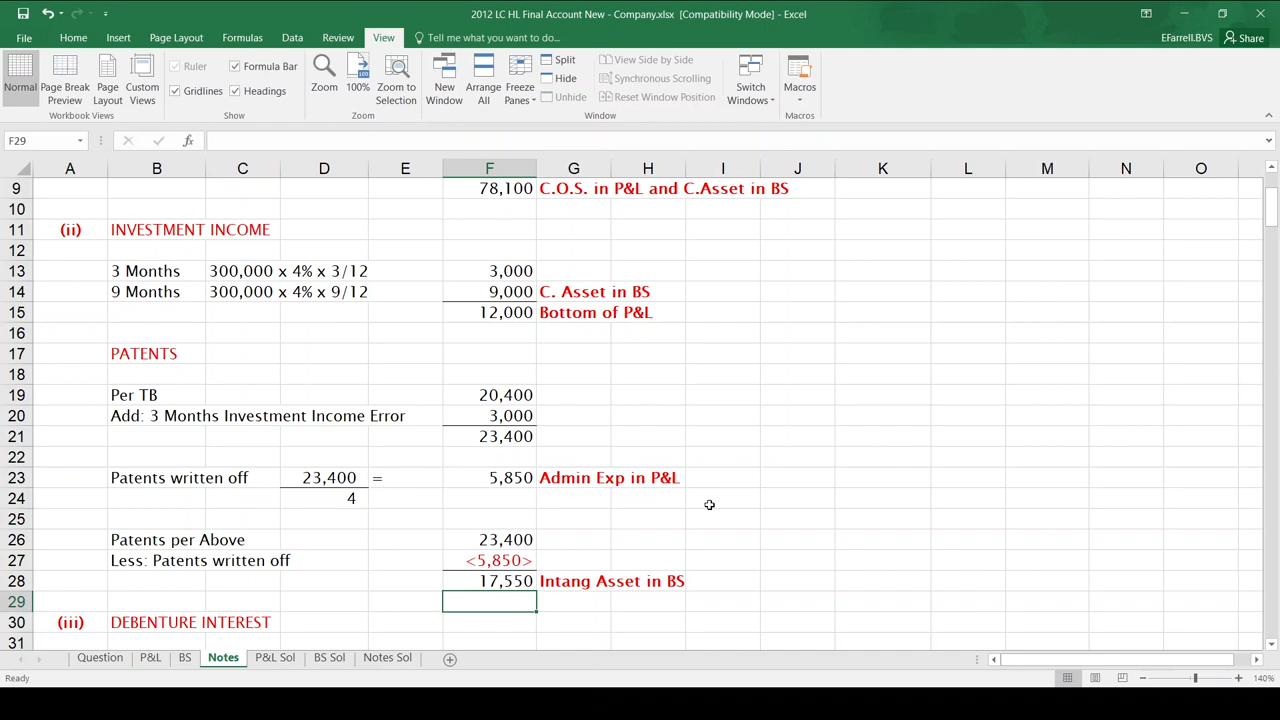 2012 LC HL Final Account New - Company.xlsx [Compatibility Mode] - Excel
File Home Insert Page Layout Formulas Data Review View Tell me what you want to do... EFarrell.BVS Share
Normal
Page Break Preview
Page Layout
Custom Views
Workbook Views
Ruler
Formula Bar
Gridlines
Headings
Show
Zoom
100%
Zoom to Selection
Zoom
New Window
Arrange All
Freeze Panes
Split
Hide
Unhide
View Side by Side
Synchronous Scrolling
Reset Window Position
Switch Windows
Window
Macros
Macros
F29 fx
A B C D E F G H I J K L M N O
9 78,100 C.O.S. in P&L and C.Asset in BS
10
11 (ii) INVESTMENT INCOME
12
13 3 Months 300,000 x 4% x 3/12 3,000
14 9 Months 300,000 x 4% x 9/12 9,000 C. Asset in BS
15 12,000 Bottom of P&L
16
17 PATENTS
18
19 Per TB 20,400
20 Add: 3 Months Investment Income Error 3,000
21 23,400
22
23 Patents written off 23,400 = 5,850 Admin Exp in P&L
24 4
25
26 Patents per Above 23,400
27 Less: Patents written off <5,850>
28 17,550 Intang Asset in BS
29
30 (iii) DEBENTURE INTEREST
31
Question P&L BS Notes P&L Sol BS Sol Notes Sol
Ready 140%